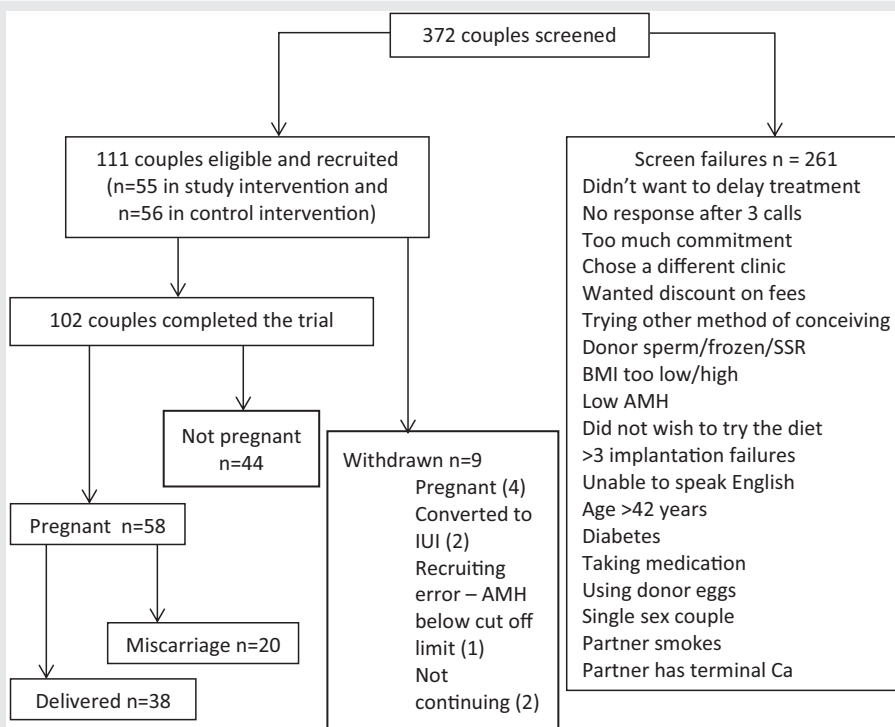 372 couples screened
111 couples eligible and recruited
(n=55 in study intervention and
n=56 in control intervention)
Screen failures n = 261
Didn't want to delay treatment
No response after 3 calls
Too much commitment
Chose a different clinic
Wanted discount on fees
Trying other method of conceiving
Donor sperm/frozen/SSR
BMI too low/high
Low AMH
Did not wish to try the diet
>3 implantation failures
Unable to speak English
Age >42 years
Diabetes
Taking medication
Using donor eggs
Single sex couple
Partner smokes
Partner has terminal Ca
102 couples completed the trial
Not pregnant
n=44
Withdrawn n=9
Pregnant (4)
Converted to
IUI (2)
Recruiting
error – AMH
below cut off
limit (1)
Not
continuing (2)
Pregnant n=58
Miscarriage n=20
Delivered n=38